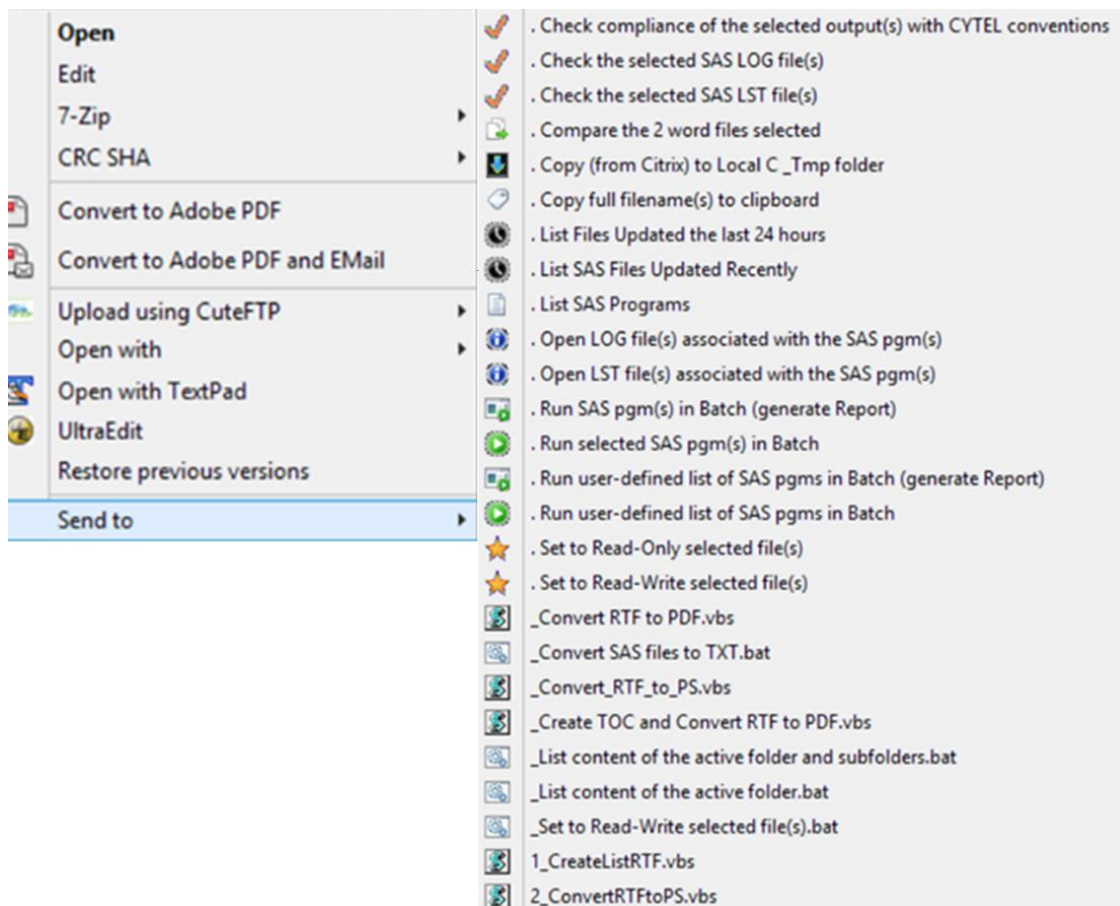 Open
Edit
7-Zip
CRC SHA
Convert to Adobe PDF
Convert to Adobe PDF and EMail
Upload using CuteFTP
Open with
Open with TextPad
UltraEdit
Restore previous versions
Send to
. Check compliance of the selected output(s) with CYTEL conventions
. Check the selected SAS LOG file(s)
. Check the selected SAS LST file(s)
. Compare the 2 word files selected
. Copy (from Citrix) to Local C _Tmp folder
. Copy full filename(s) to clipboard
. List Files Updated the last 24 hours
. List SAS Files Updated Recently
. List SAS Programs
. Open LOG file(s) associated with the SAS pgm(s)
. Open LST file(s) associated with the SAS pgm(s)
. Run SAS pgm(s) in Batch (generate Report)
. Run selected SAS pgm(s) in Batch
. Run user-defined list of SAS pgms in Batch (generate Report)
. Run user-defined list of SAS pgms in Batch
. Set to Read-Only selected file(s)
. Set to Read-Write selected file(s)
_Convert RTF to PDF.vbs
_Convert SAS files to TXT.bat
_Convert_RTF_to_PS.vbs
_Create TOC and Convert RTF to PDF.vbs
_List content of the active folder and subfolders.bat
_List content of the active folder.bat
_Set to Read-Write selected file(s).bat
1_CreateListRTF.vbs
2_ConvertRTFtoPS.vbs